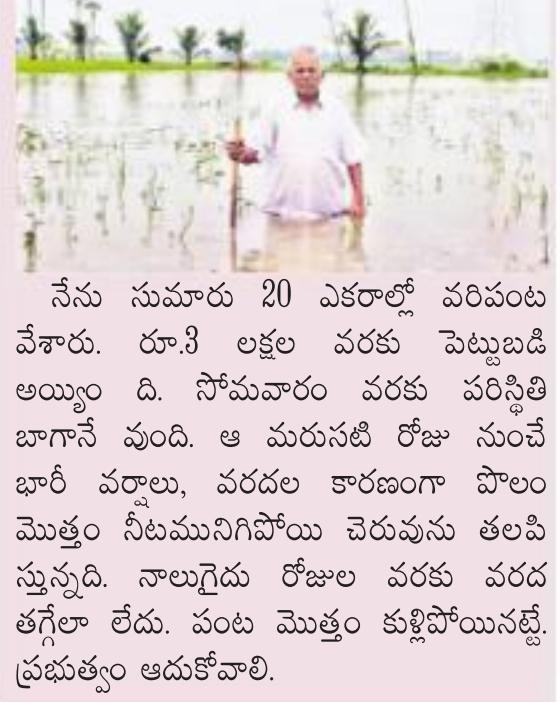 నేను సుమారు 20 ఎకరాల్లో వరిపంట
వేశారు. రూ.3 లక్షల వరకు పెట్టుబడి
అయ్యిం ది. సోమవారం వరకు పరిస్థితి
బాగానే వుంది. ఆ మరుసటి రోజు నుంచే
భారీ వర్షాలు, వరదల కారణంగా పొలం
మొత్తం నీటమునిగిపోయి చెరువును తలపి
స్తున్నది. నాలుగైదు రోజుల వరకు వరద
తగ్గేలా లేదు. పంట మొత్తం కుళ్లిపోయినట్టే.
ప్రభుత్వం ఆదుకోవాలి.